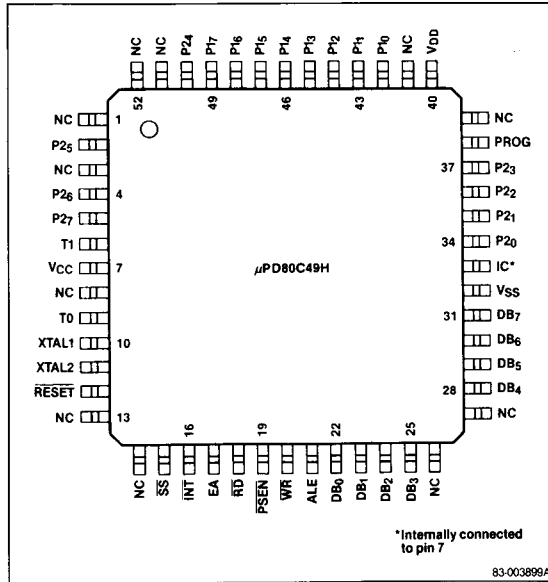 NC NC P24 P17 P16 P15 P14 P13 P12 P11 P10 NC VDD
52 49 46 43 40
NC 1 NC
P25 PROG
NC 37 P23
P26 4 P22
P27 P21
T1 34 P20
VCC 7 μPD80C49H IC*
NC VSS
T0 31 DB7
XTAL1 10 DB6
XTAL2 DB5
RESET 28 DB4
NC 13 NC
16 19 22 25
NC SS INT EA RD PSEN WR ALE DB0 DB1 DB2 DB3 NC
*Internally connected
to pin 7
83-003899A